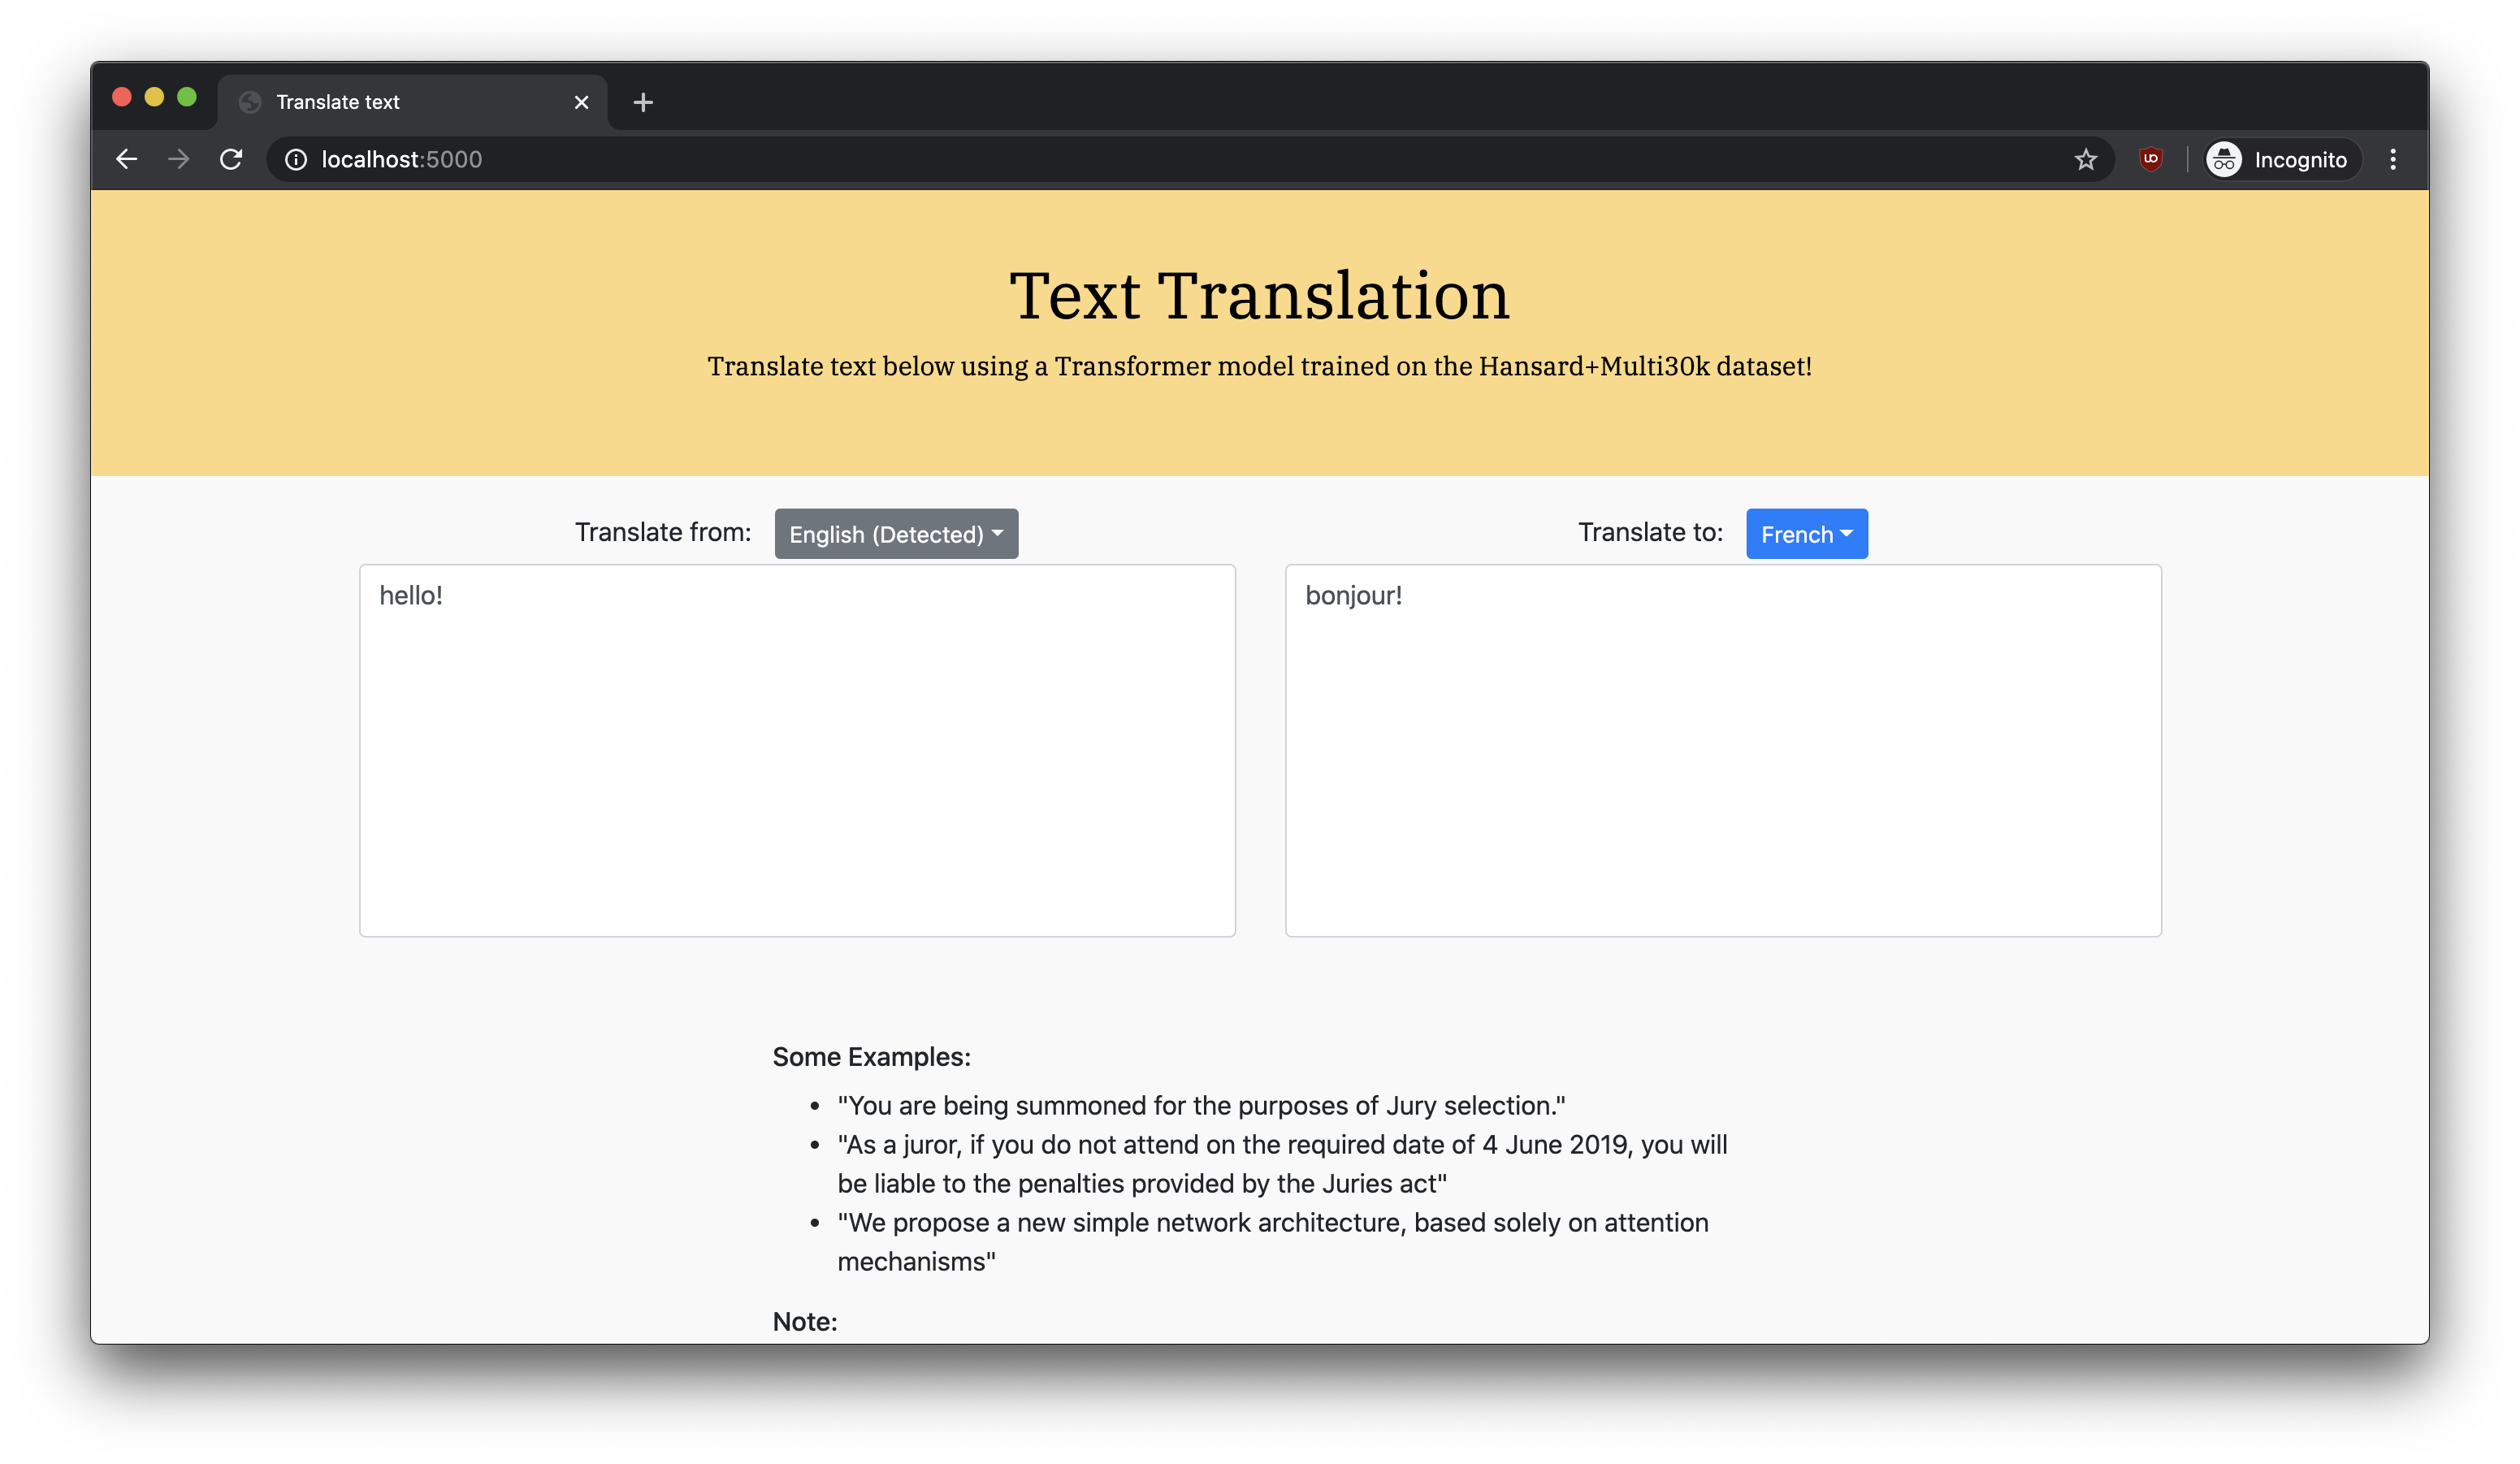 Translate text
localhost:5000
Incognito
Text Translation
Translate text below using a Transformer model trained on the Hansard+Multi30k dataset!
Translate from: English (Detected)
Translate to: French
hello!
bonjour!
Some Examples:
"You are being summoned for the purposes of Jury selection."
"As a juror, if you do not attend on the required date of 4 June 2019, you will
be liable to the penalties provided by the Juries act"
"We propose a new simple network architecture, based solely on attention
mechanisms"
Note: